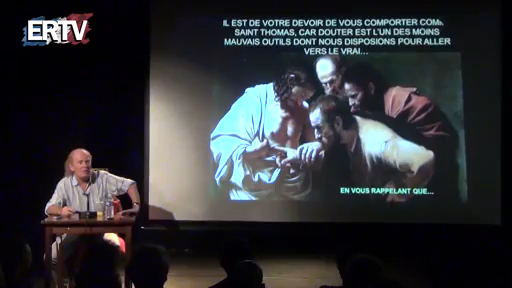 ERTV
IL EST DE VOTRE DEVOIR DE VOUS COMPORTER COM
SAINT THOMAS, CAR DOUTER EST L'UN DES MOINS
MAUVAIS OUTILS DONT NOUS DISPOSIONS POUR ALLER
VERS LE VRAI...
EN VOUS RAPPELANT QUE...